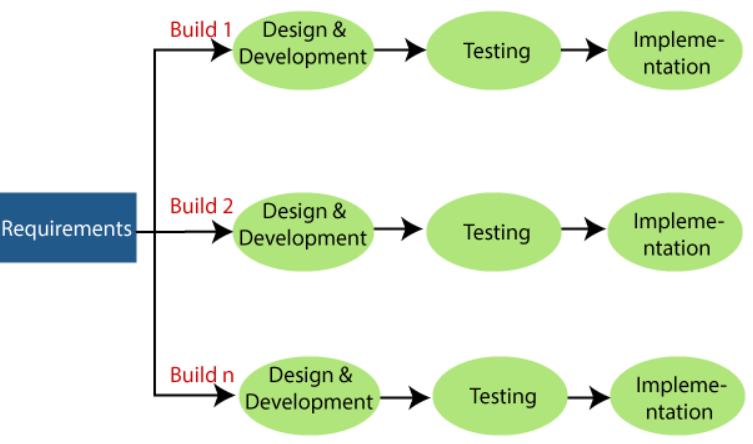 Build 1
Design &
Development
Testing
Impleme-
ntation
Requirements
Build 2
Design &
Development
Testing
Impleme-
ntation
Build n
Design &
Development
Testing
Impleme-
ntation